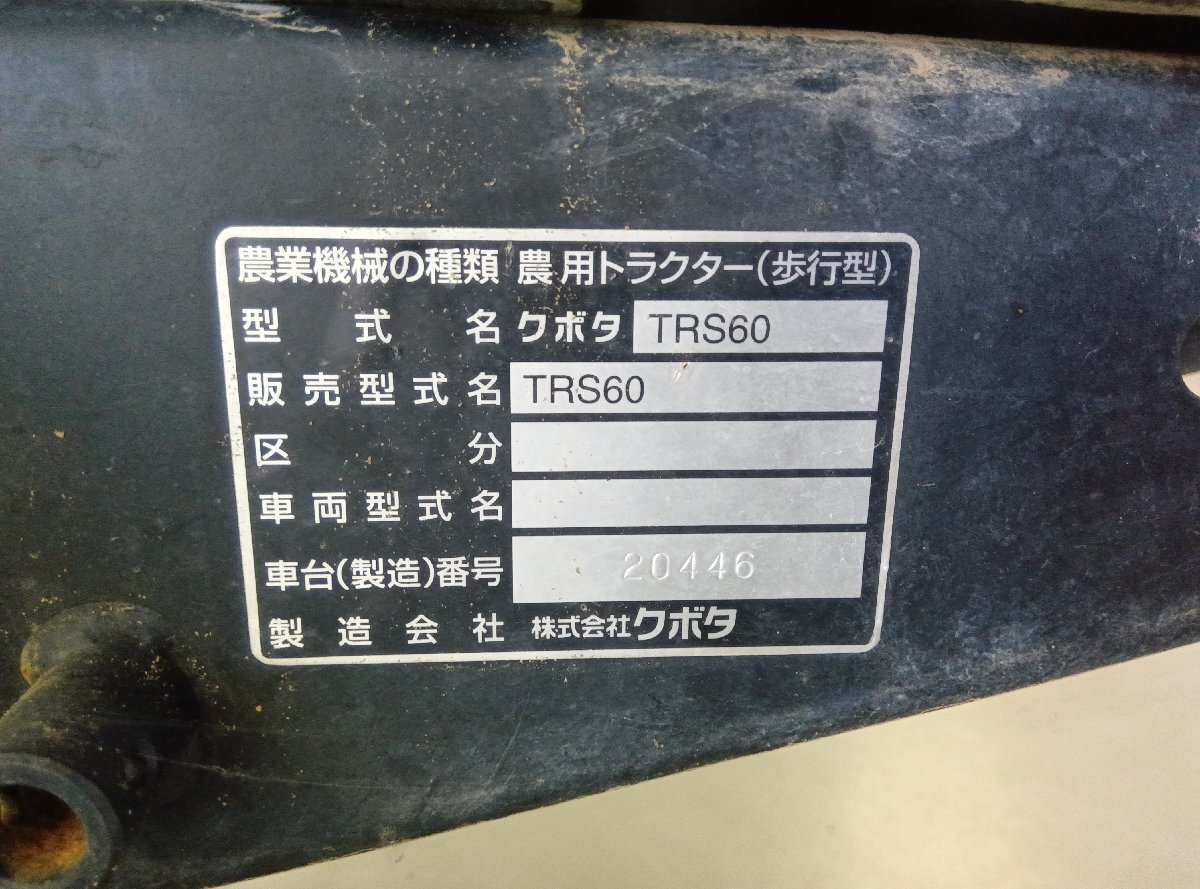 農業機械の種類 農用トラクター(歩行型)
型式名 クボタ TRS60
販売型式名 TRS60
区分
車両型式名
車台(製造)番号 20446
製造会社 株式会社クボタ